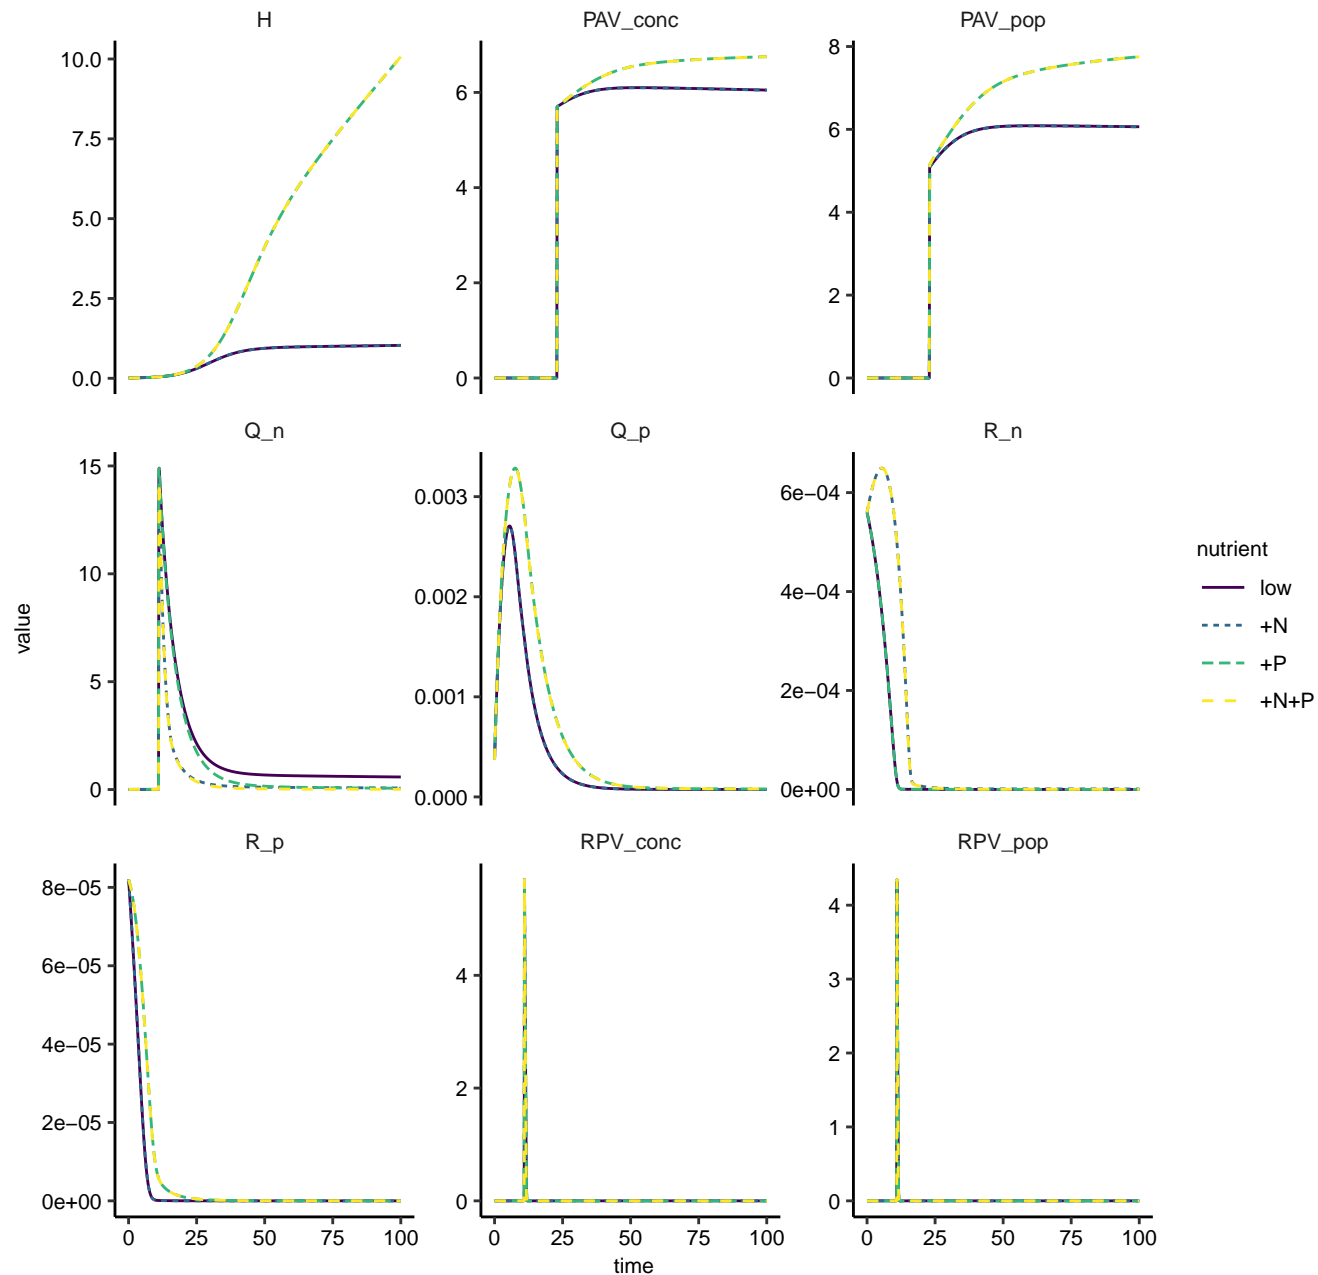 H
PAV_conc
PAV_pop
10.0
7.5
5.0
2.5
0.0
6
4
2
0
8
6
4
2
0
Q_n
Q_p
R_n
15
10
5
0
0.003
0.002
0.001
0.000
6e−04
4e−04
2e−04
0e+00
R_p
RPV_conc
RPV_pop
8e−05
6e−05
4e−05
2e−05
0e+00
4
2
0
4
3
2
1
0
0 25 50 75 100
0 25 50 75 100
0 25 50 75 100
time
value
nutrient
low
+N
+P
+N+P